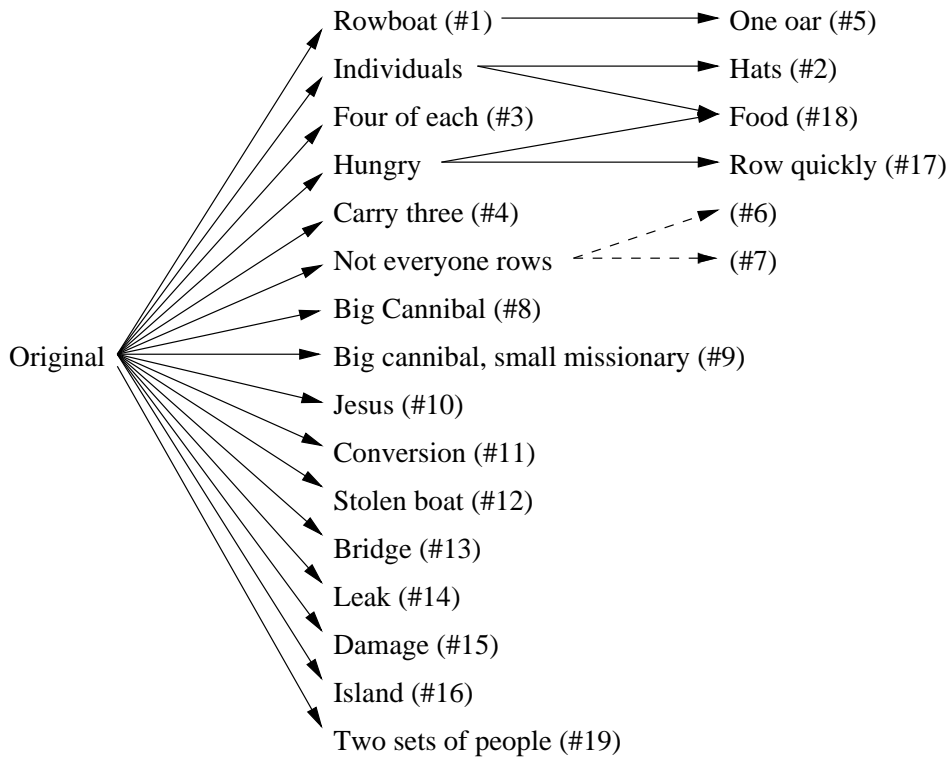 Rowboat (#1) One oar (#5)
Individuals Hats (#2)
Four of each (#3) Food (#18)
Hungry Row quickly (#17)
Carry three (#4) (#6)
Not everyone rows (#7)
Big Cannibal (#8)
Original Big cannibal, small missionary (#9)
Jesus (#10)
Conversion (#11)
Stolen boat (#12)
Bridge (#13)
Leak (#14)
Damage (#15)
Island (#16)
Two sets of people (#19)